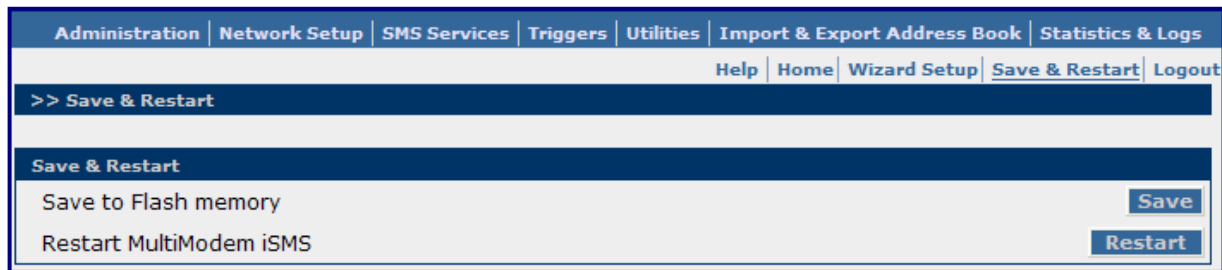 Administration | Network Setup | SMS Services | Triggers | Utilities | Import & Export Address Book | Statistics & Logs
Help | Home | Wizard Setup | Save & Restart | Logout
>> Save & Restart
Save & Restart
Save to Flash memory Save
Restart MultiModem iSMS Restart